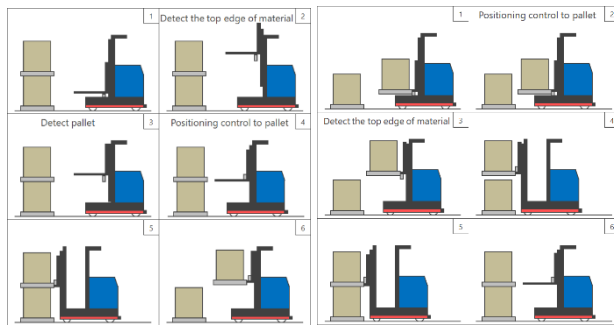 1
Detect the top edge of material 2
Detect pallet 3
Positioning control to pallet 4
5
6
1
Positioning control to pallet 2
Detect the top edge of material 3
4
5
6